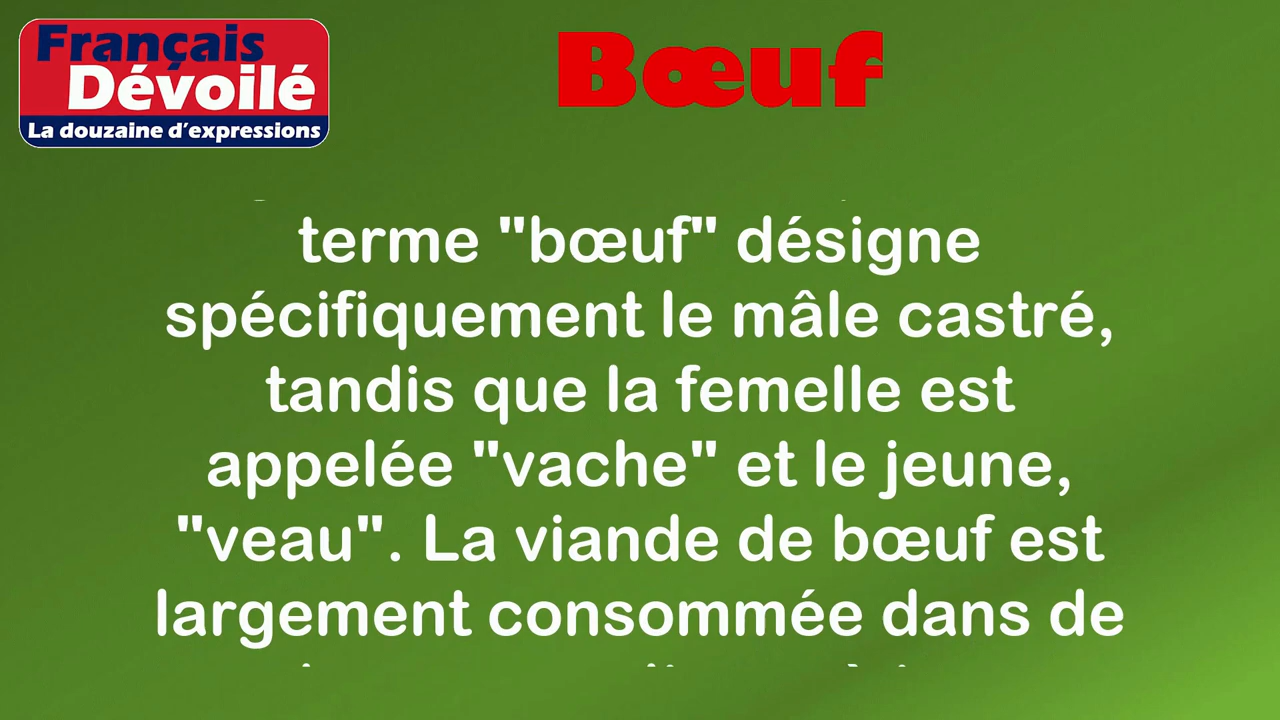 Français
Dévoilé
La douzaine d'expressions
Bœuf
terme "bœuf" désigne
spécifiquement le mâle castré,
tandis que la femelle est
appelée "vache" et le jeune,
"veau". La viande de bœuf est
largement consommée dans de